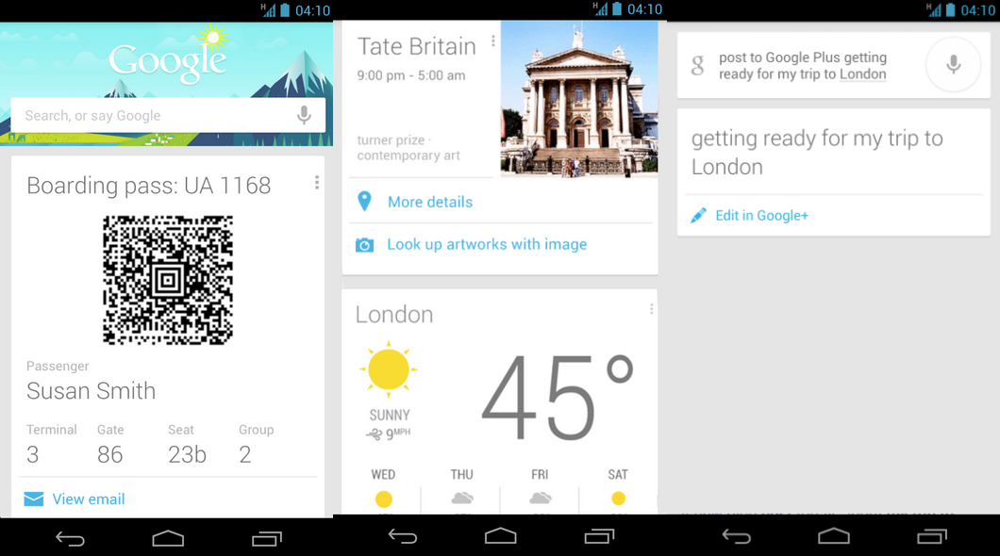 H 04:10
Google
Search, or say Google
Boarding pass: UA 1168
Passenger
Susan Smith
Terminal Gate Seat Group
3 86 23b 2
View email
H 04:10
Tate Britain
9:00 pm - 5:00 am
turner prize ·
contemporary art
More details
Look up artworks with image
London
45°
SUNNY
9MPH
WED THU FRI SAT
H 04:10
g
post to Google Plus getting
ready for my trip to London
getting ready for my trip to
London
Edit in Google+